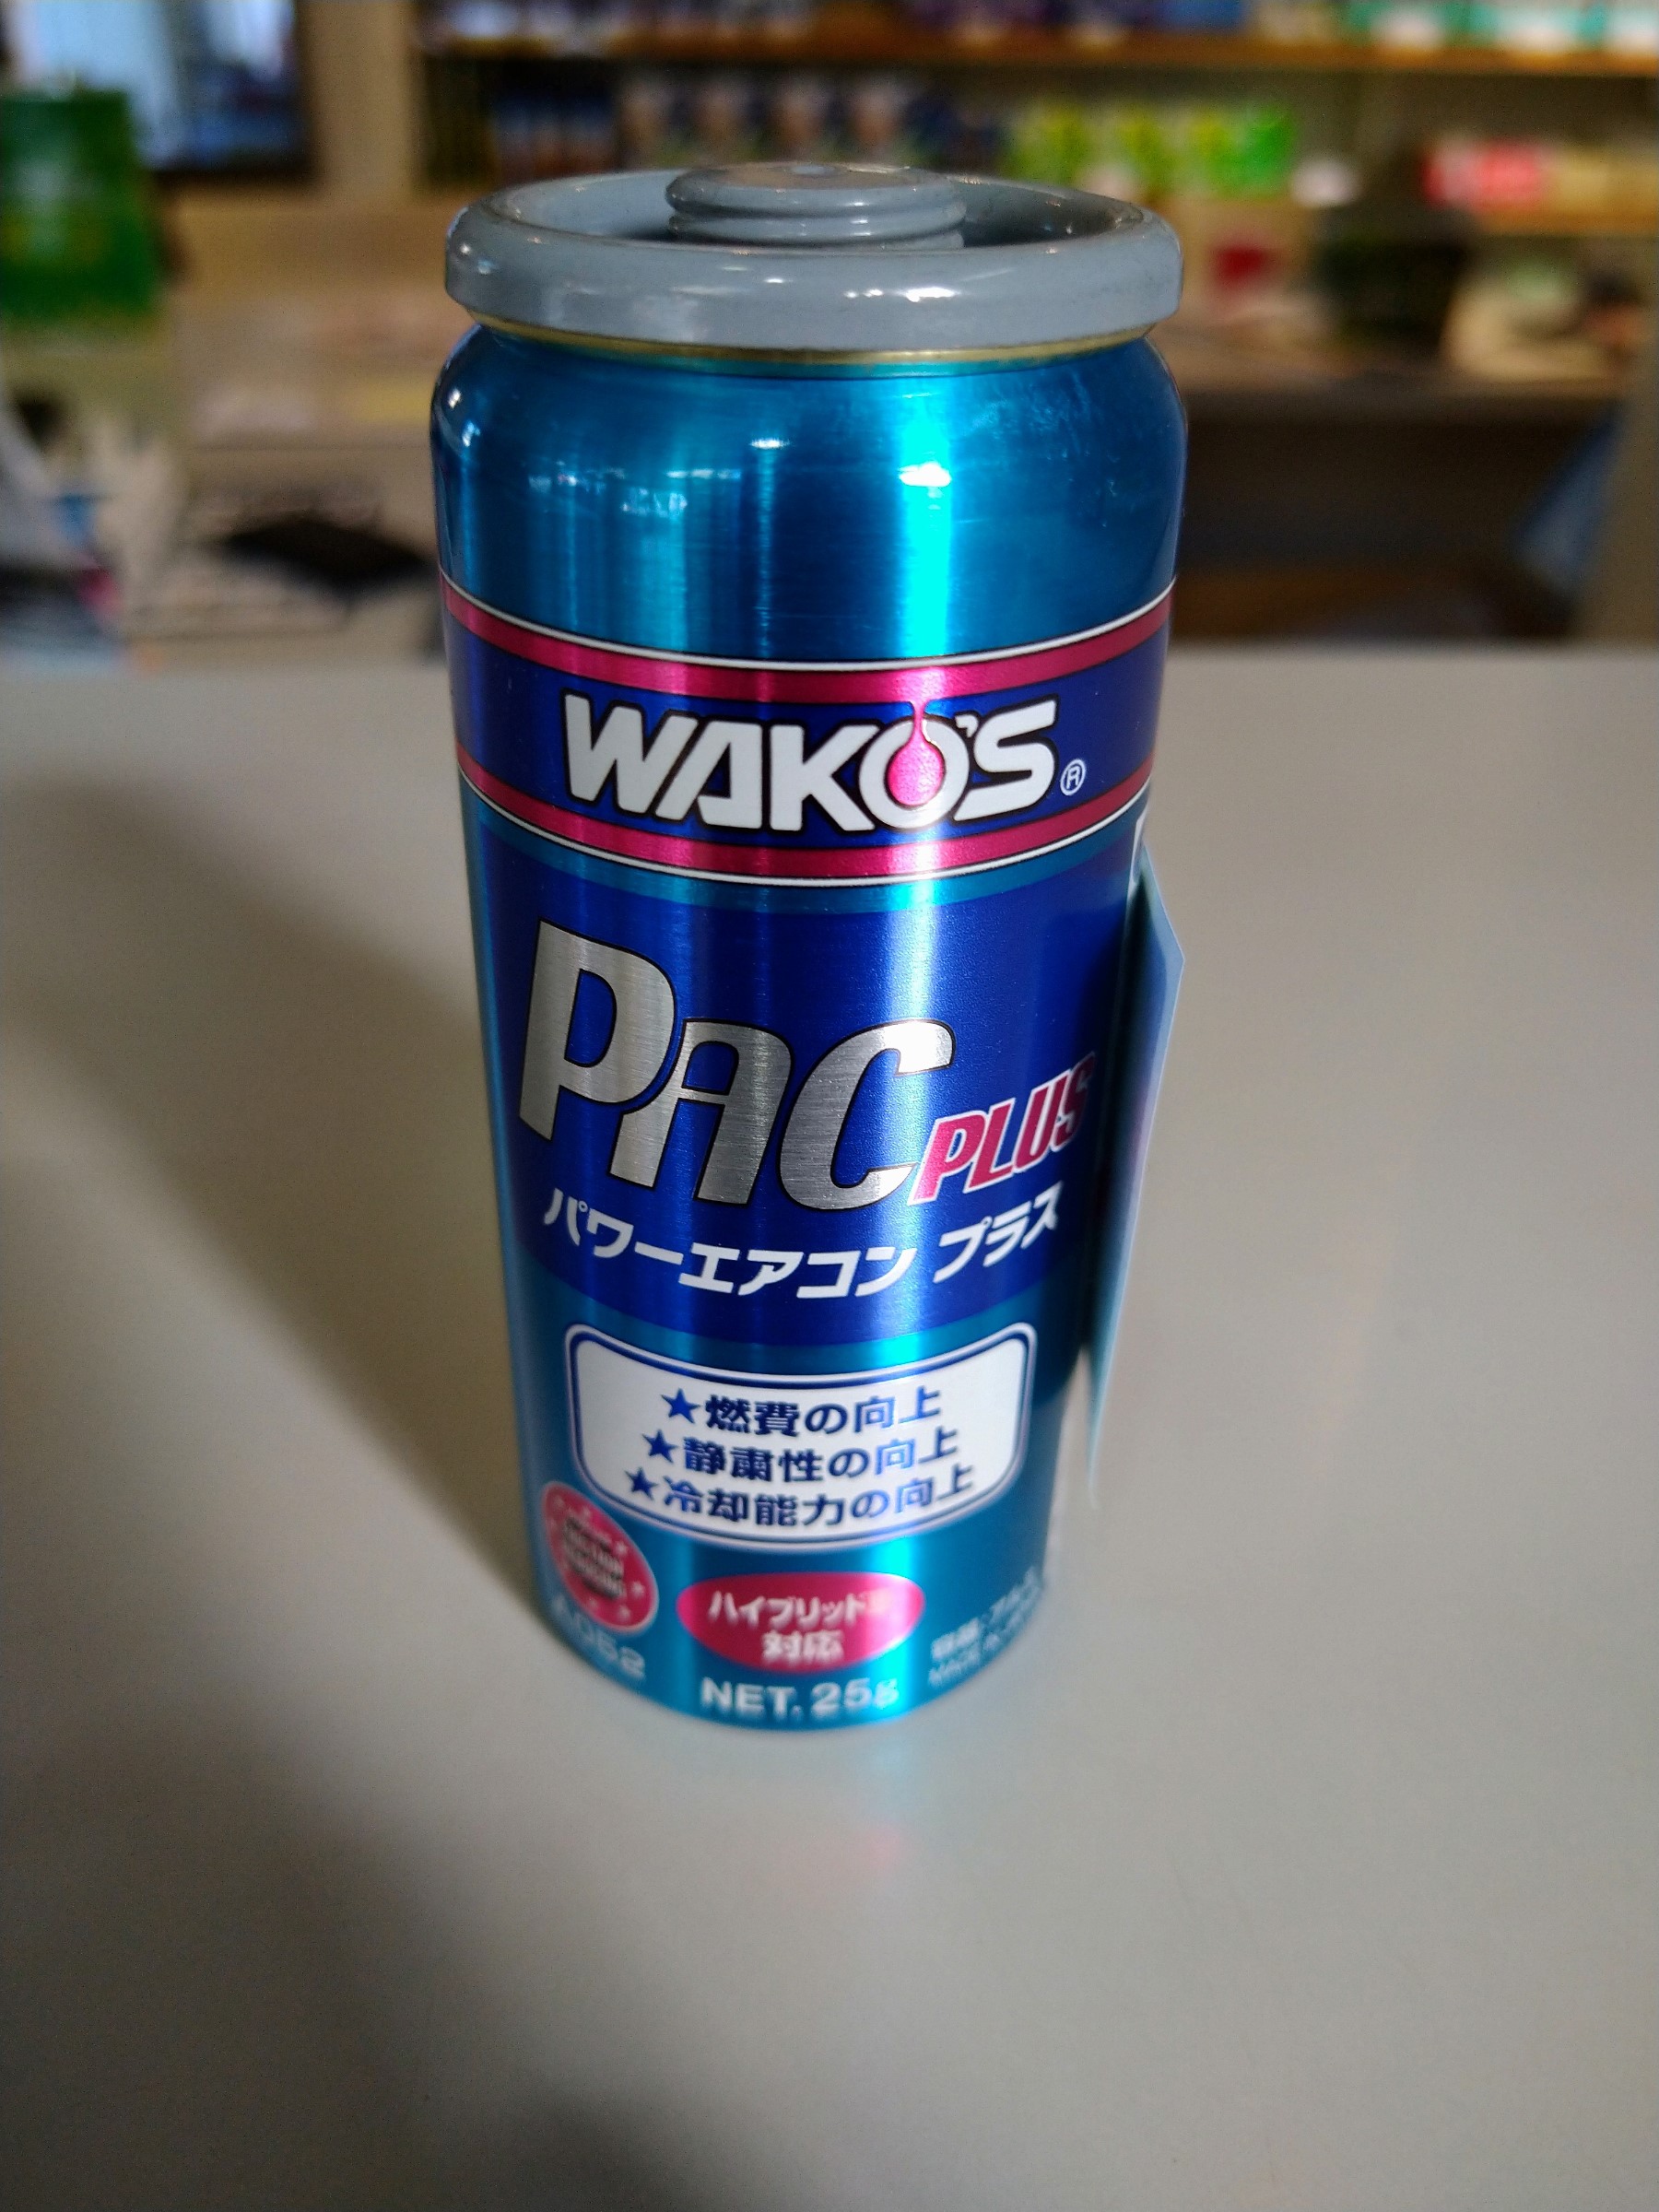 WAKO'S®
PAC PLUS
パワーエアコン プラス
★燃費の向上
★静粛性の向上
★冷却能力の向上
ハイブリッド車
対応
A052
NET. 25g